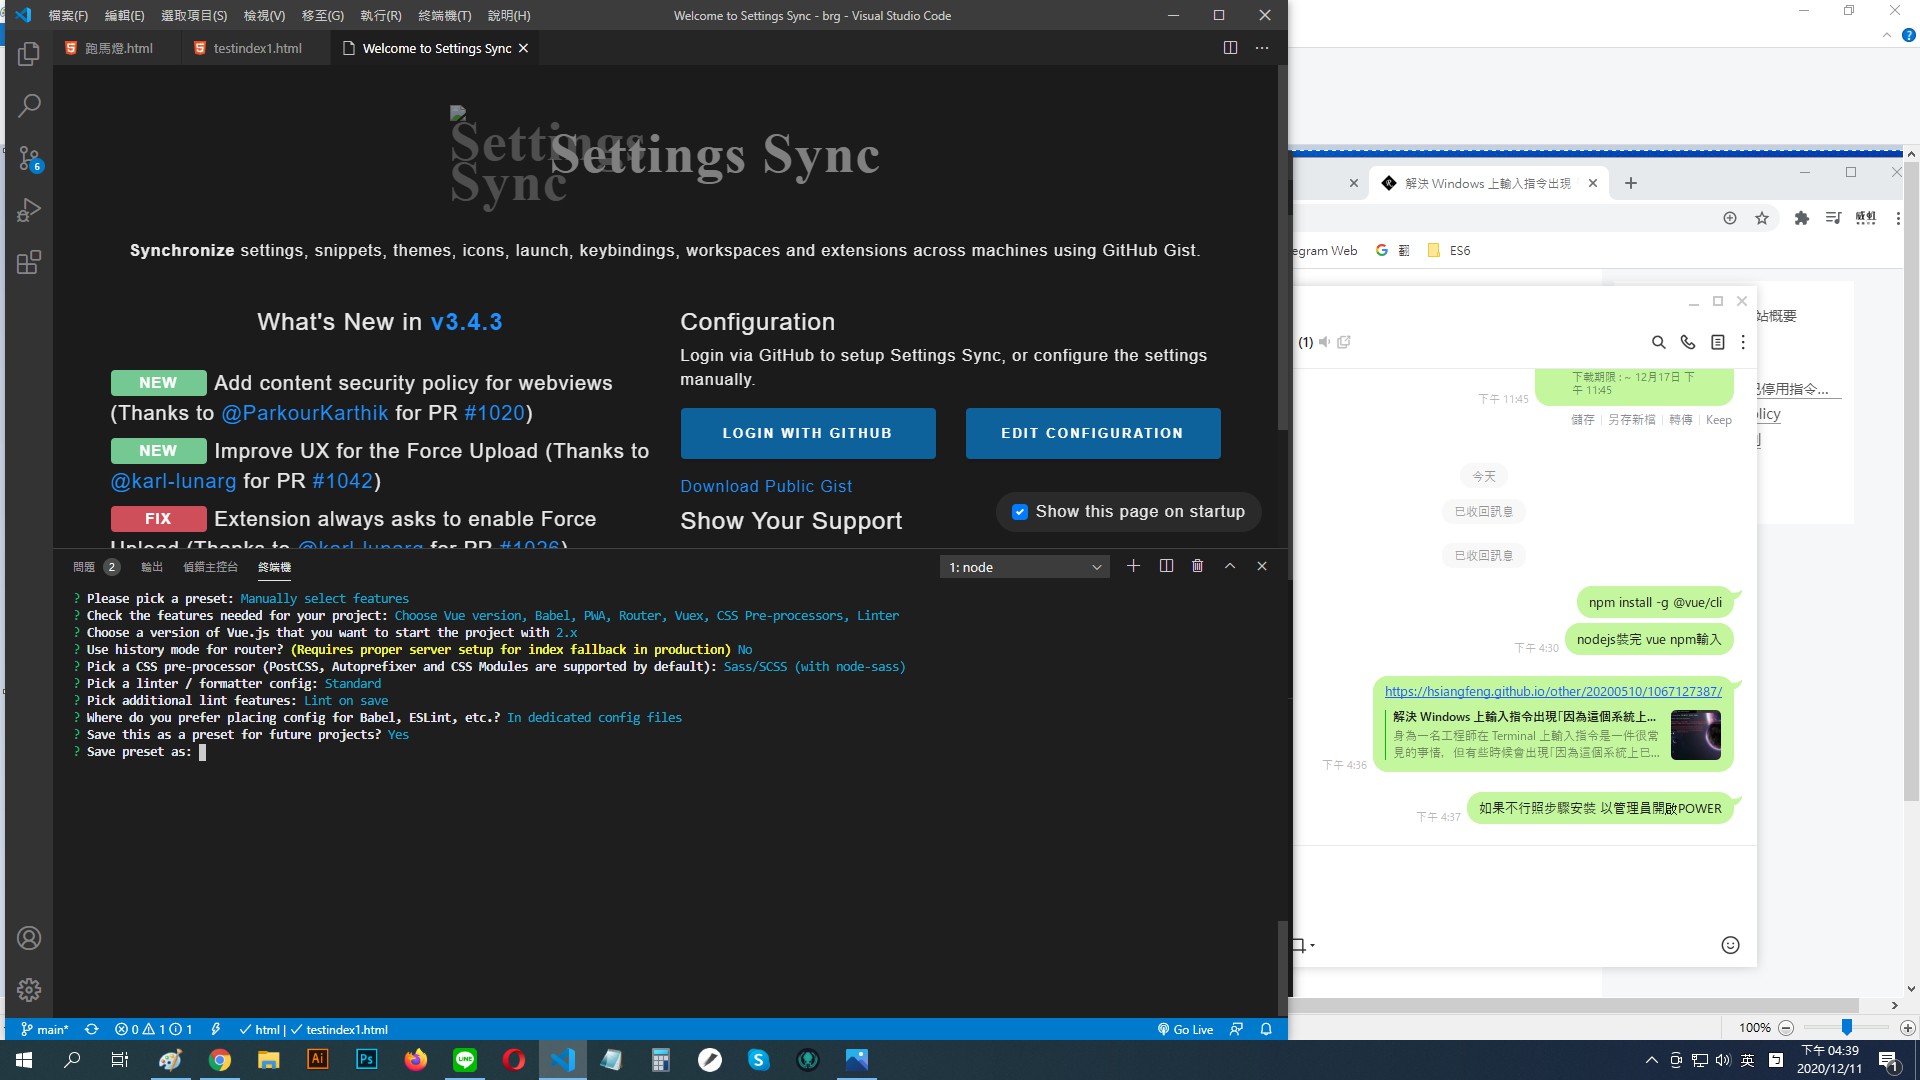 檔案(F) 編輯(E) 選取項目(S) 檢視(V) 移至(G) 執行(R) 終端機(T) 說明(H)
Welcome to Settings Sync - brg - Visual Studio Code
跑馬燈.html
testindex1.html
Welcome to Settings Sync
6
Settings Sync
Settings Sync
Synchronize settings, snippets, themes, icons, launch, keybindings, workspaces and extensions across machines using GitHub Gist.
What's New in v3.4.3
NEW Add content security policy for webviews
(Thanks to @ParkourKarthik for PR #1020)
NEW Improve UX for the Force Upload (Thanks to
@karl-lunarg for PR #1042)
FIX Extension always asks to enable Force
Upload (Thanks to @karl-lunarg for PR #1026)
Configuration
Login via GitHub to setup Settings Sync, or configure the settings
manually.
LOGIN WITH GITHUB
EDIT CONFIGURATION
Download Public Gist
Show Your Support
Show this page on startup
問題 2 輸出 偵錯主控台 終端機
1: node
? Please pick a preset: Manually select features
? Check the features needed for your project: Choose Vue version, Babel, PWA, Router, Vuex, CSS Pre-processors, Linter
? Choose a version of Vue.js that you want to start the project with 2.x
? Use history mode for router? (Requires proper server setup for index fallback in production) No
? Pick a CSS pre-processor (PostCSS, Autoprefixer and CSS Modules are supported by default): Sass/SCSS (with node-sass)
? Pick a linter / formatter config: Standard
? Pick additional lint features: Lint on save
? Where do you prefer placing config for Babel, ESLint, etc.? In dedicated config files
? Save this as a preset for future projects? Yes
? Save preset as:
main* 0 1 1 html | testindex1.html
Go Live
解決 Windows 上輸入指令出現
egram Web
翻
ES6
站概要
已停用指令...
licy
(1)
下載期限 : ~ 12月17日 下
午 11:45
下午 11:45
儲存 | 另存新檔 | 轉傳 | Keep
今天
已收回訊息
已收回訊息
npm install -g @vue/cli
nodejs裝完 vue npm輸入
下午 4:30
https://hsiangfeng.github.io/other/20200510/1067127387/
解決 Windows 上輸入指令出現「因為這個系統上...
身為一名工程師在 Terminal 上輸入指令是一件很常
見的事情，但有些時候會出現「因為這個系統上已...
下午 4:36
如果不行照步驟安裝 以管理員開啟POWER
下午 4:37
100%
Ai
Ps
LINE
英
下午 04:39
2020/12/11
1